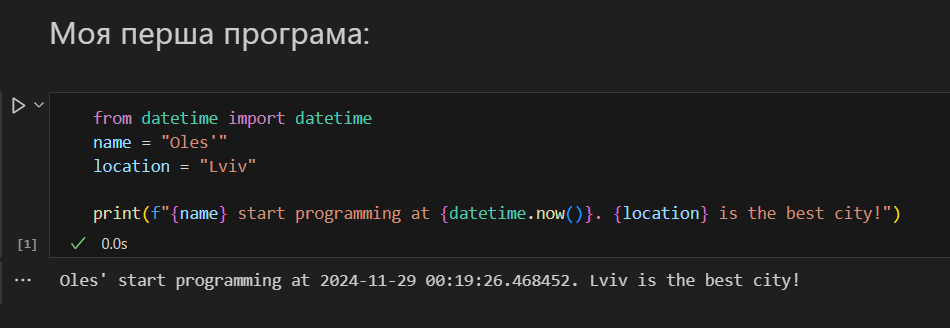 Моя перша програма:
from datetime import datetime
name = "Oles'"
location = "Lviv"
print(f"{name} start programming at {datetime.now()}. {location} is the best city!")
[1]
0.0s
Oles' start programming at 2024-11-29 00:19:26.468452. Lviv is the best city!